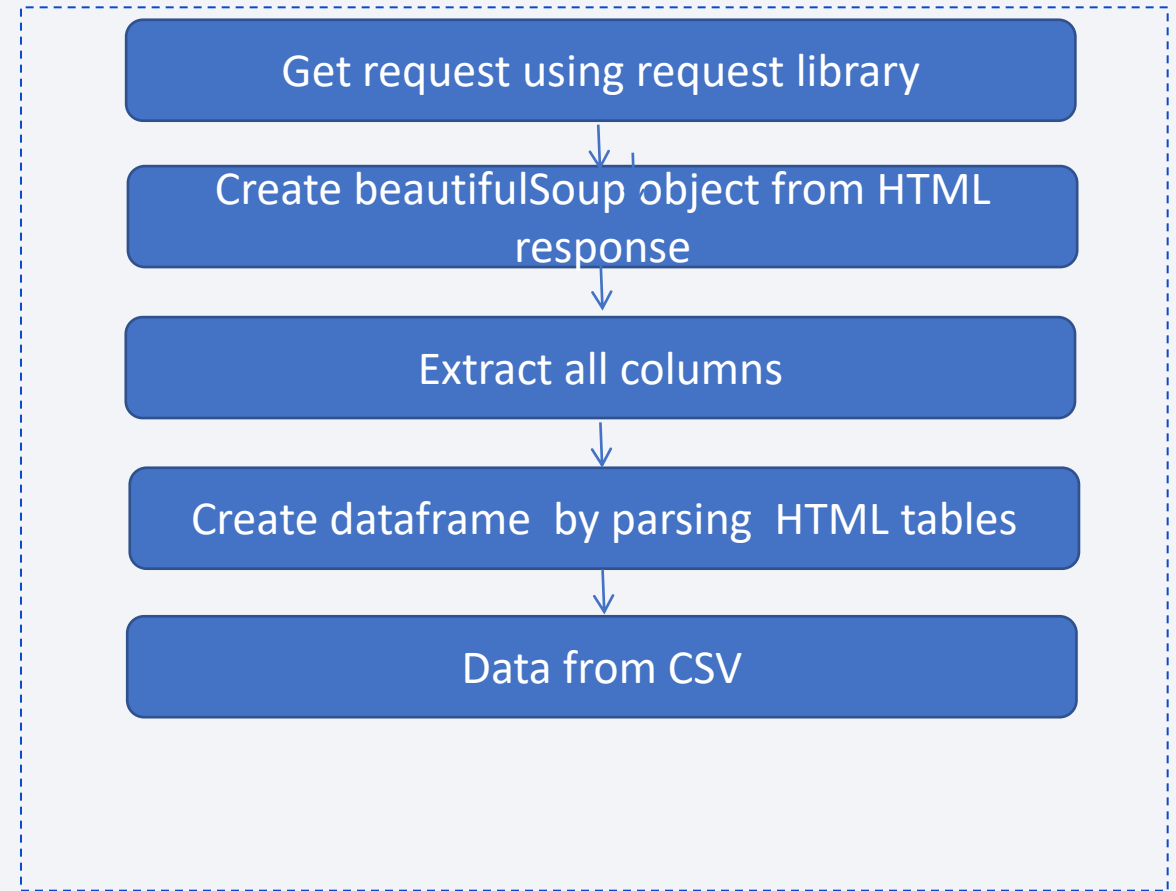 Get request using request library
Create beautifulSoup object from HTML
response
Extract all columns
Create dataframe  by parsing  HTML tables
Data from CSV